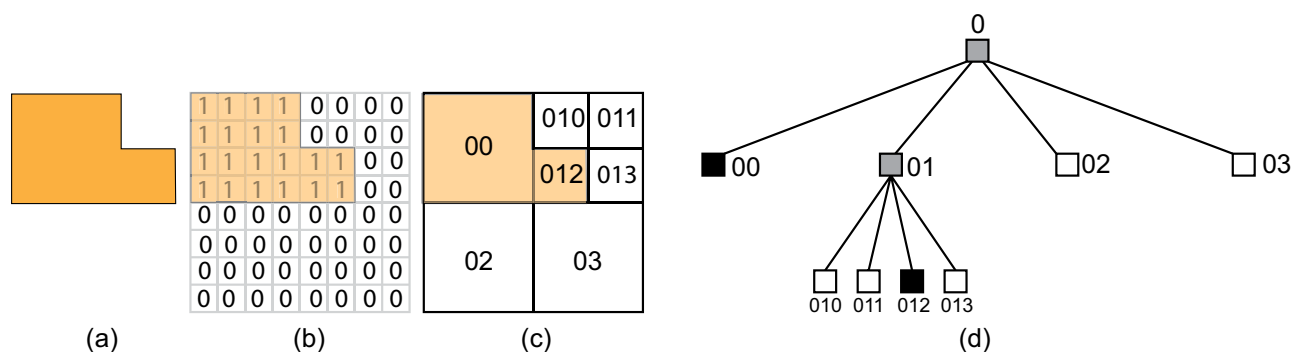 0
1 1 1 1 0 0 0 0
1 1 1 1 0 0 0 0
1 1 1 1 1 1 0 0
1 1 1 1 1 1 0 0
0 0 0 0 0 0 0 0
0 0 0 0 0 0 0 0
0 0 0 0 0 0 0 0
0 0 0 0 0 0 0 0
010 011
00
012 013
02 03
00 01 02 03
010 011 012 013
(a) (b) (c) (d)